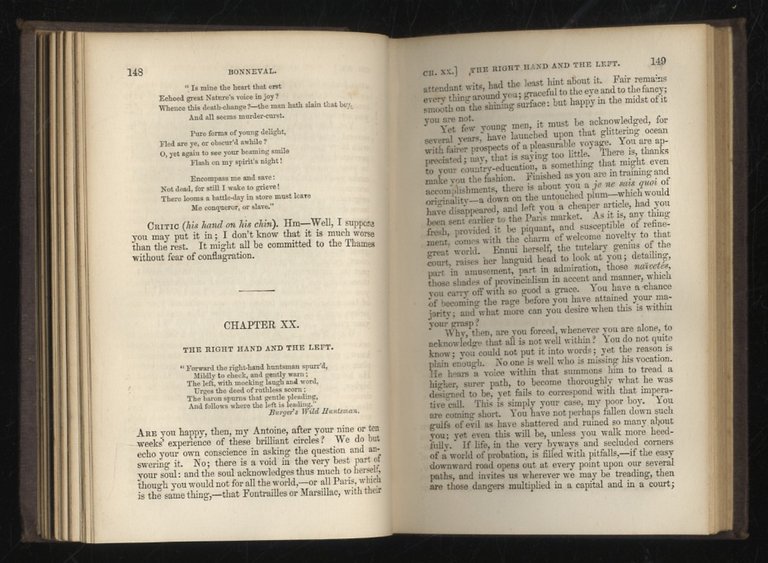 148
BONNEVAL.
" Is mine the heart that erst
Echoed great Nature's voice in joy?
Whence this death-change?—the man hath slain that boy,
And all seems murder-curst.
Pure forms of young delight,
Fled are ye, or obscur'd awhile?
O, yet again to see your beaming smile
Flash on my spirit's night!
Encompass me and save:
Not dead, for still I wake to grieve!
There looms a battle-day in store must leave
Me conqueror, or slave."
CRITIC (his hand on his chin). Hm—Well, I suppose
you may put it in; I don't know that it is much worse
than the rest. It might all be committed to the Thames
without fear of conflagration.
CHAPTER XX.
THE RIGHT HAND AND THE LEFT.
" Forward the right-hand huntsman spurr'd,
Mildly to check, and gently warn;
The left, with mocking laugh and word,
Urges the deed of ruthless scorn:
The baron spurns that gentle pleading,
And follows where the left is leading."
Burger's Wild Huntsman.
ARE you happy, then, my Antoine, after your nine or ten
weeks' experience of these brilliant circles? We do but
echo your own conscience in asking the question and an-
swering it. No; there is a void in the very best part of
your soul: and the soul acknowledges thus much to herself,
though you would not for all the world,—or all Paris, which
is the same thing,—that Fontrailles or Marsillac, with their
CH. XX.] THE RIGHT HAND AND THE LEFT. 149
attendant wits, had the least hint about it. Fair remains
every thing around you; graceful to the eye and to the fancy;
smooth on the shining surface: but happy in the midst of it
you are not.
Yet few young men, it must be acknowledged, for
several years, have launched upon that glittering ocean
with fairer prospects of a pleasurable voyage. You are ap-
preciated; nay, that is saying too little. There is, thanks
to your country-education, a something that might even
make you the fashion. Finished as you are in training and
accomplishments, there is about you a je ne sais quoi of
originality—a down on the untouched plum—which would
have disappeared, and left you a cheaper article, had you
been sent earlier to the Paris market. As it is, any thing
fresh, provided it be piquant, and susceptible of refine-
ment, comes with the charm of welcome novelty to that
great world. Ennui herself, the tutelary genius of the
court, raises her languid head to look at you; detailing,
part in amusement, part in admiration, those naïcetés,
those shades of provincialism in accent and manner, which
you carry off with so good a grace. You have a chance
of becoming the rage before you have attained your ma-
jority; and what more can you desire when this is within
your grasp?
Why, then, are you forced, whenever you are alone, to
acknowledge that all is not well within? You do not quite
know; you could not put it into words; yet the reason is
plain enough. No one is well who is missing his vocation.
He hears a voice within that summons him to tread a
higher, surer path, to become thoroughly what he was
designed to be, yet fails to correspond with that impera-
tive call. This is simply your case, my poor boy. You
are coming short. You have not perhaps fallen down such
gulfs of evil as have shattered and ruined so many about
you; yet even this will be, unless you walk more heed-
fully. If life, in the very byways and secluded corners
of a world of probation, is filled with pitfalls,—if the easy
downward road opens out at every point upon our several
paths, and invites us wherever we may be treading, then
are those dangers multiplied in a capital and in a court;